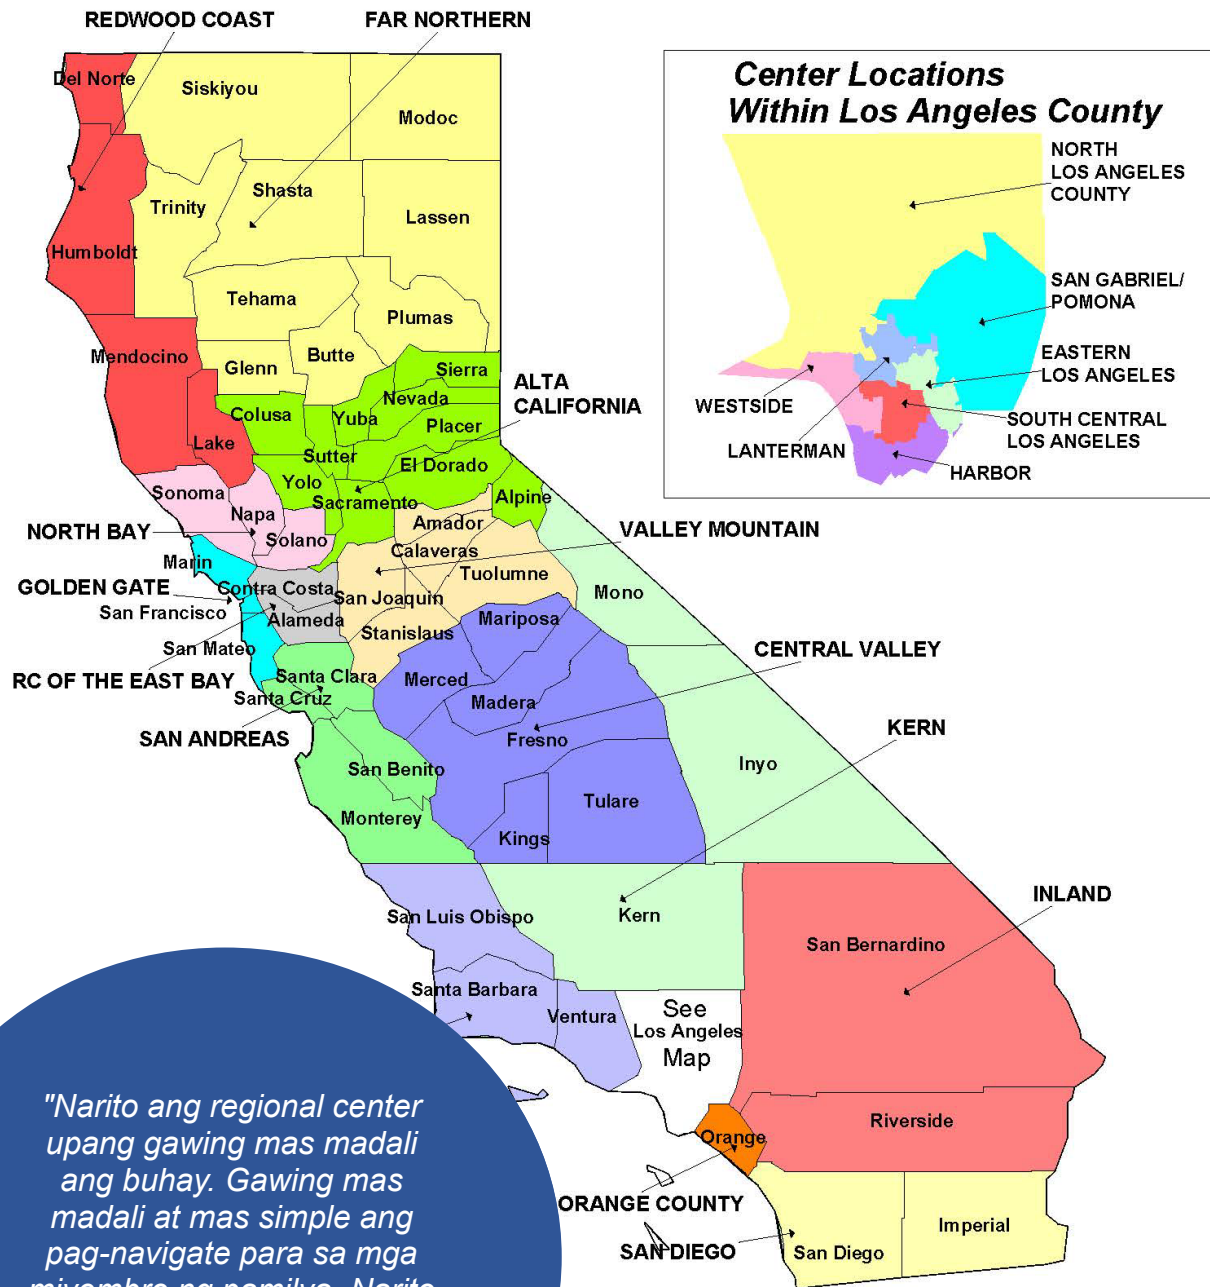 REDWOOD COAST
FAR NORTHERN
Del Norte
Siskiyou
Modoc
Trinity
Shasta
Lassen
Humboldt
Tehama
Plumas
Mendocino
Glenn
Butte
Sierra
Nevada
Colusa
Yuba
Placer
Lake
Sutter
El Dorado
Yolo
Sacramento
Alpine
ALTA
CALIFORNIA
Sonoma
Napa
Solano
Amador
Calaveras
NORTH BAY
VALLEY MOUNTAIN
Marin
Tuolumne
Contra Costa
San Joaquin
Mono
GOLDEN GATE
San Francisco
Alameda
Mariposa
Stanislaus
San Mateo
CENTRAL VALLEY
RC OF THE EAST BAY
Santa Clara
Merced
Santa Cruz
Madera
SAN ANDREAS
Fresno
KERN
San Benito
Inyo
Tulare
Monterey
Kings
INLAND
San Luis Obispo
Kern
San Bernardino
Santa Barbara
Ventura
See
Los Angeles
Map
Riverside
Orange
ORANGE COUNTY
SAN DIEGO
San Diego
Imperial
Center Locations
Within Los Angeles County
NORTH
LOS ANGELES
COUNTY
SAN GABRIEL/
POMONA
EASTERN
LOS ANGELES
WESTSIDE
SOUTH CENTRAL
LOS ANGELES
LANTERMAN
HARBOR
"Narito ang regional center
upang gawing mas madali
ang buhay. Gawing mas
madali at mas simple ang
pag-navigate para sa mga
miyembro ng pamilya. Narito